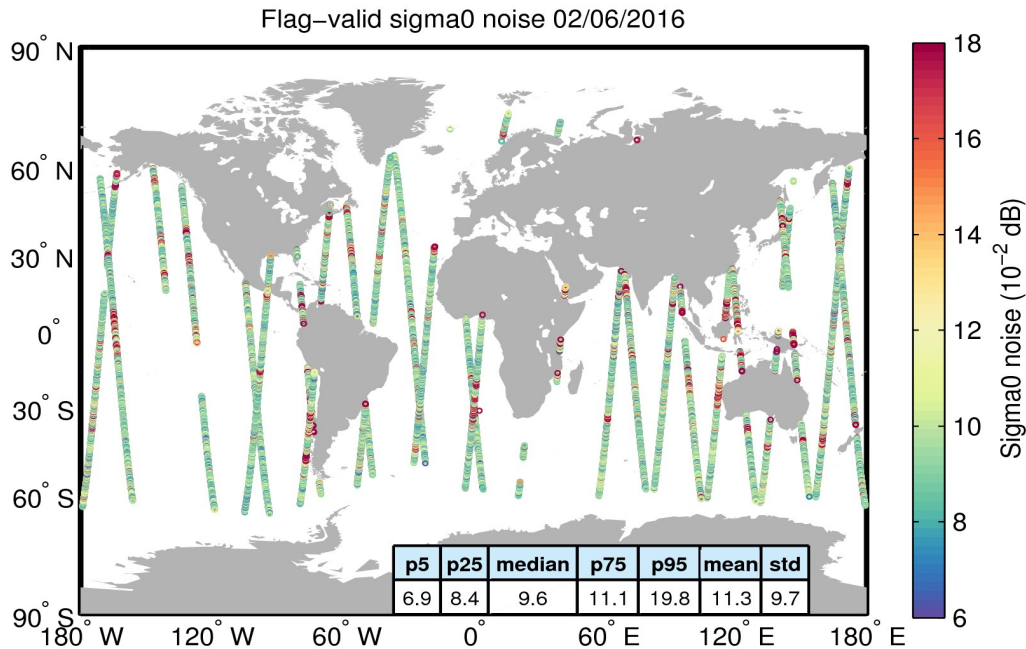 Flag−valid sigma0 noise 02/06/2016
90° N
60° N
30° N
0°
30° S
60° S
90° S
180° W 120° W 60° W 0° 60° E 120° E 180° E
p5 p25 median p75 p95 mean std
6.9 8.4 9.6 11.1 19.8 11.3 9.7
18
16
14
12
10
8
6
Sigma0 noise (10⁻² dB)